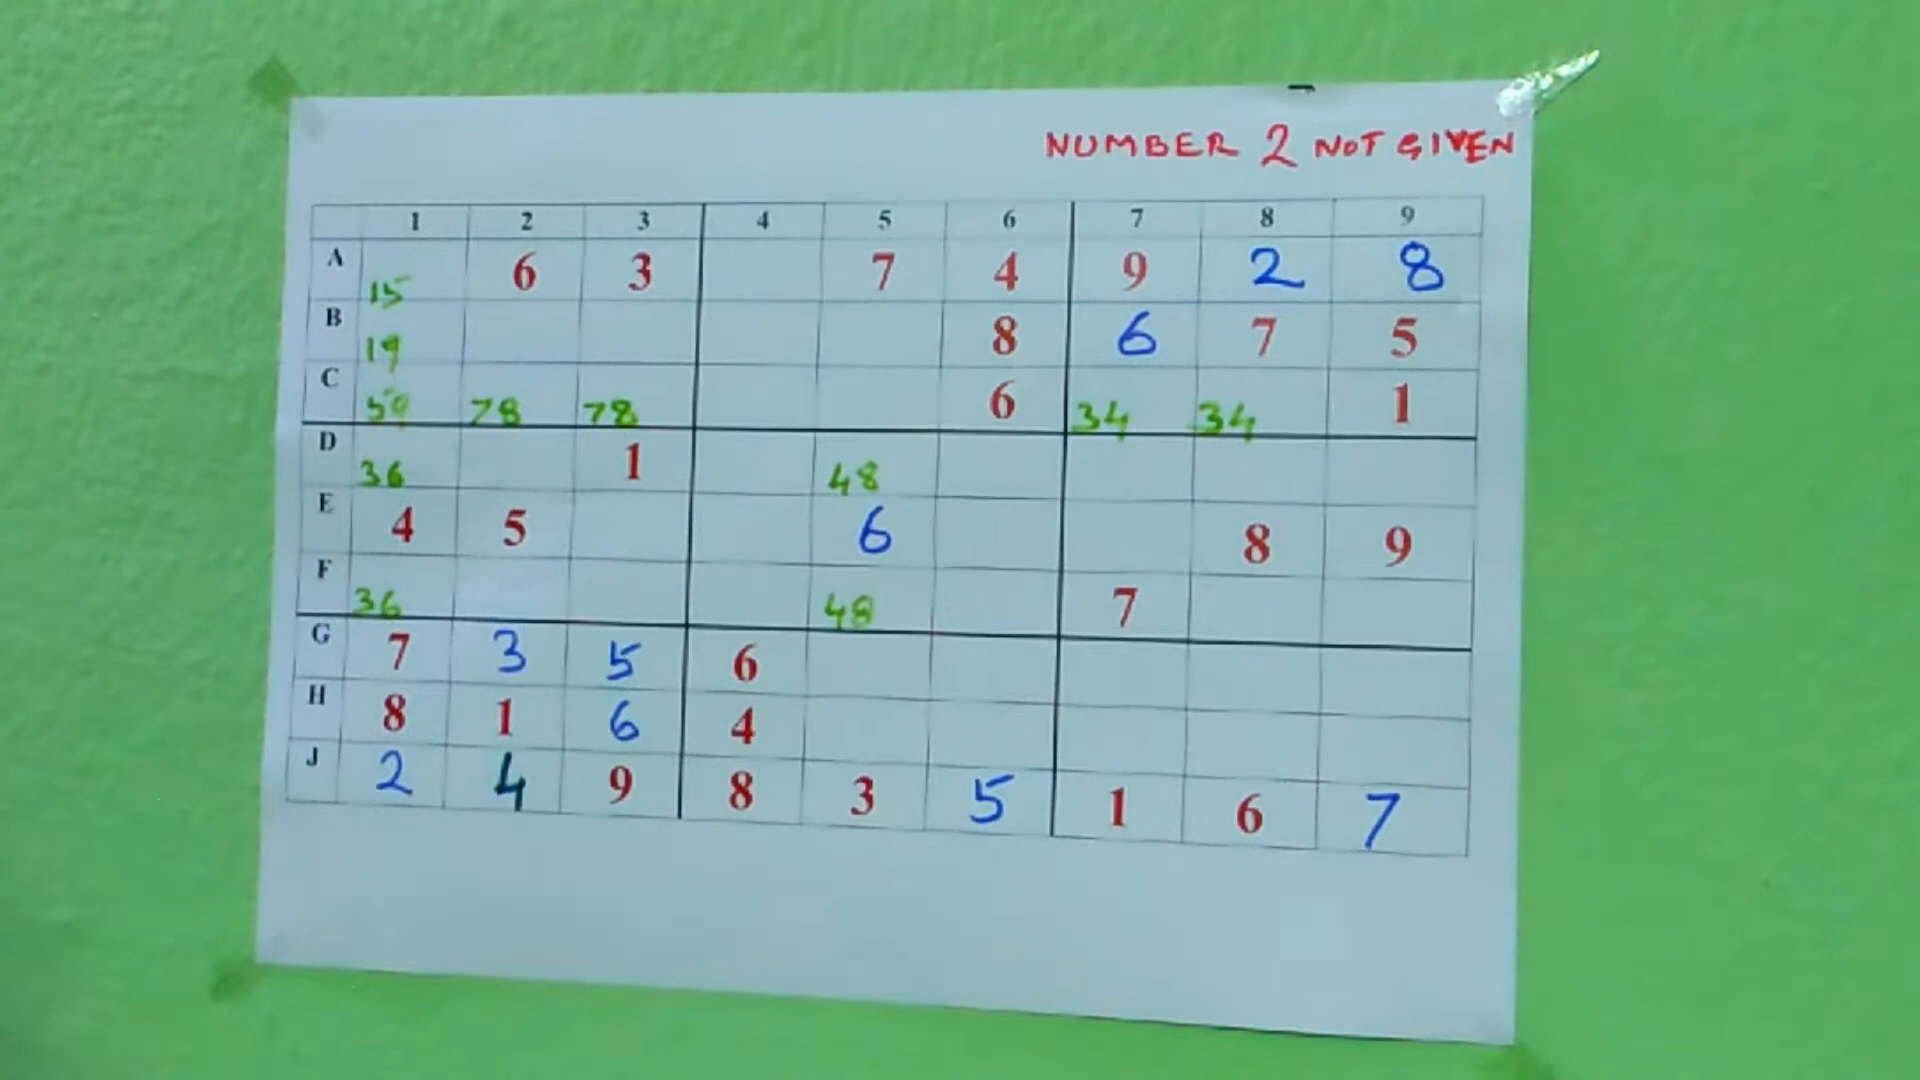 NUMBER 2 NOT GIVEN
1 2 3 4 5 6 7 8 9
A 15 6 3 7 4 9 2 8
B 19 8 6 7 5
C 59 78 78 6 34 34 1
D 36 1 48
E 4 5 6 8 9
F 36 48 7
G 7 3 5 6
H 8 1 6 4
J 2 4 9 8 3 5 1 6 7